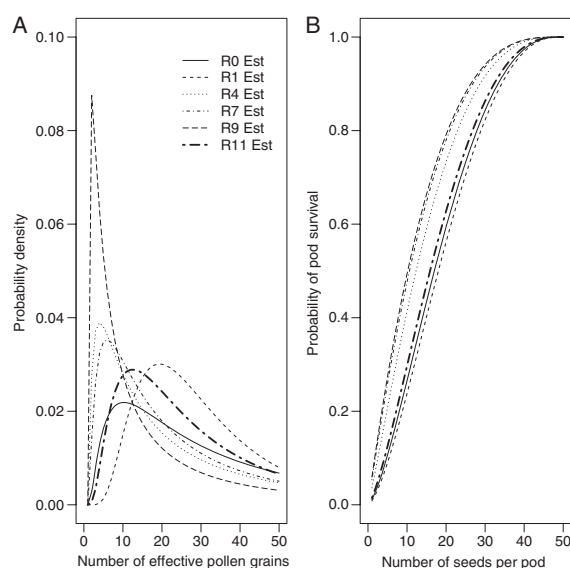 A
B
0.10
0.08
0.06
0.04
0.02
0.00
Probability density
R0 Est
R1 Est
R4 Est
R7 Est
R9 Est
R11 Est
0 10 20 30 40 50
Number of effective pollen grains
1.0
0.8
0.6
0.4
0.2
0.0
Probability of pod survival
0 10 20 30 40 50
Number of seeds per pod